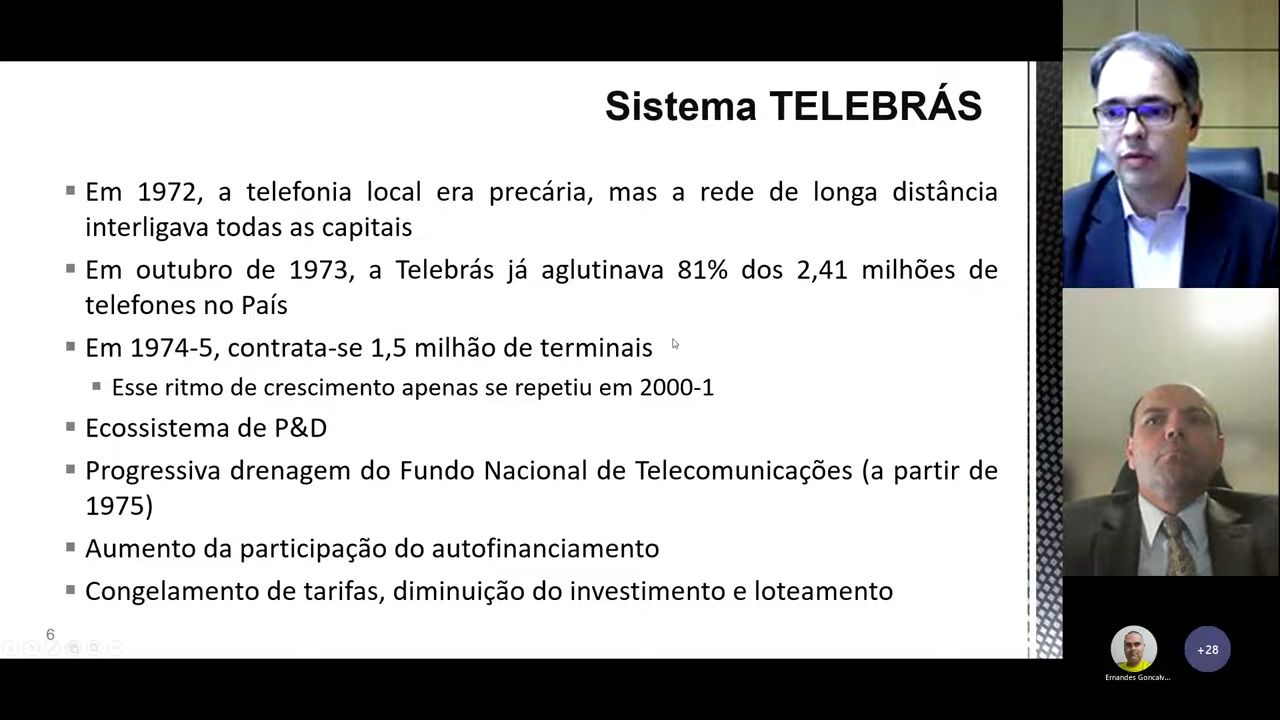 Sistema TELEBRÁS
Em 1972, a telefonia local era precária, mas a rede de longa distância
interligava todas as capitais
Em outubro de 1973, a Telebrás já aglutinava 81% dos 2,41 milhões de
telefones no País
Em 1974-5, contrata-se 1,5 milhão de terminais
Esse ritmo de crescimento apenas se repetiu em 2000-1
Ecossistema de P&D
Progressiva drenagem do Fundo Nacional de Telecomunicações (a partir de
1975)
Aumento da participação do autofinanciamento
Congelamento de tarifas, diminuição do investimento e loteamento
6
+28
Ernandes Goncalv...